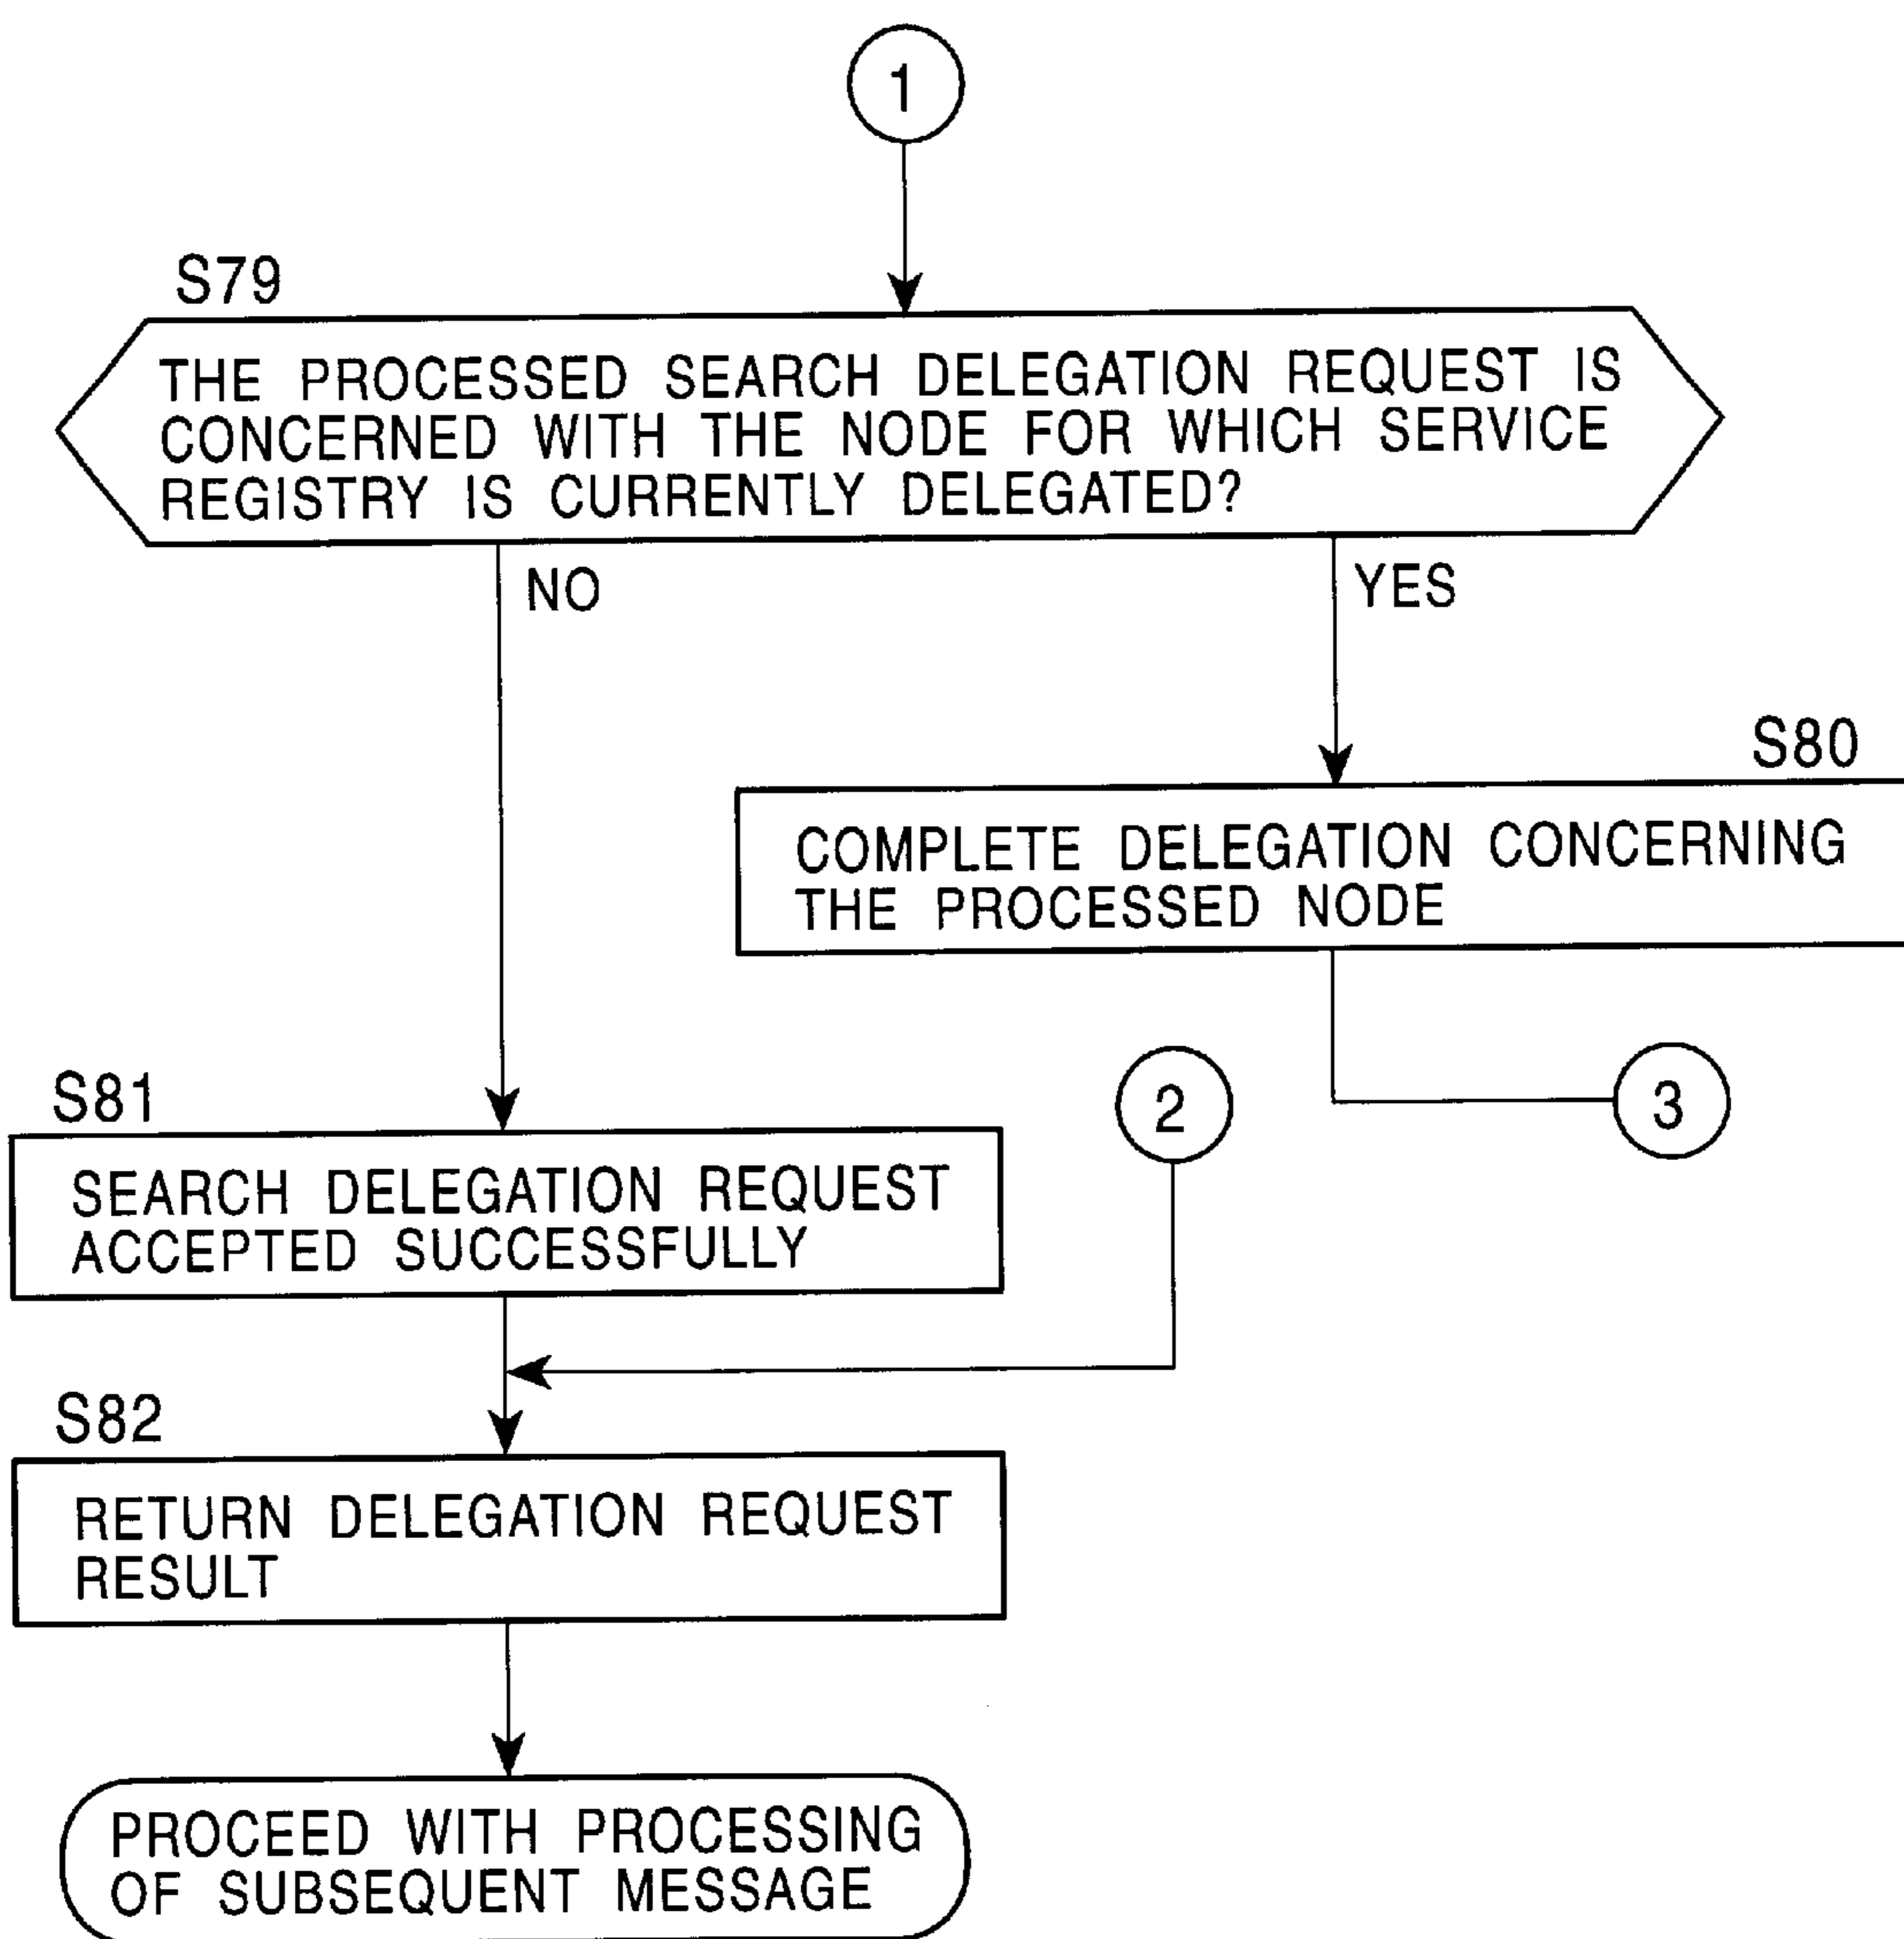 1
S79
THE PROCESSED SEARCH DELEGATION REQUEST IS
CONCERNED WITH THE NODE FOR WHICH SERVICE
REGISTRY IS CURRENTLY DELEGATED?
NO
YES
S80
COMPLETE DELEGATION CONCERNING
THE PROCESSED NODE
S81
2
3
SEARCH DELEGATION REQUEST
ACCEPTED SUCCESSFULLY
S82
RETURN DELEGATION REQUEST
RESULT
PROCEED WITH PROCESSING
OF SUBSEQUENT MESSAGE